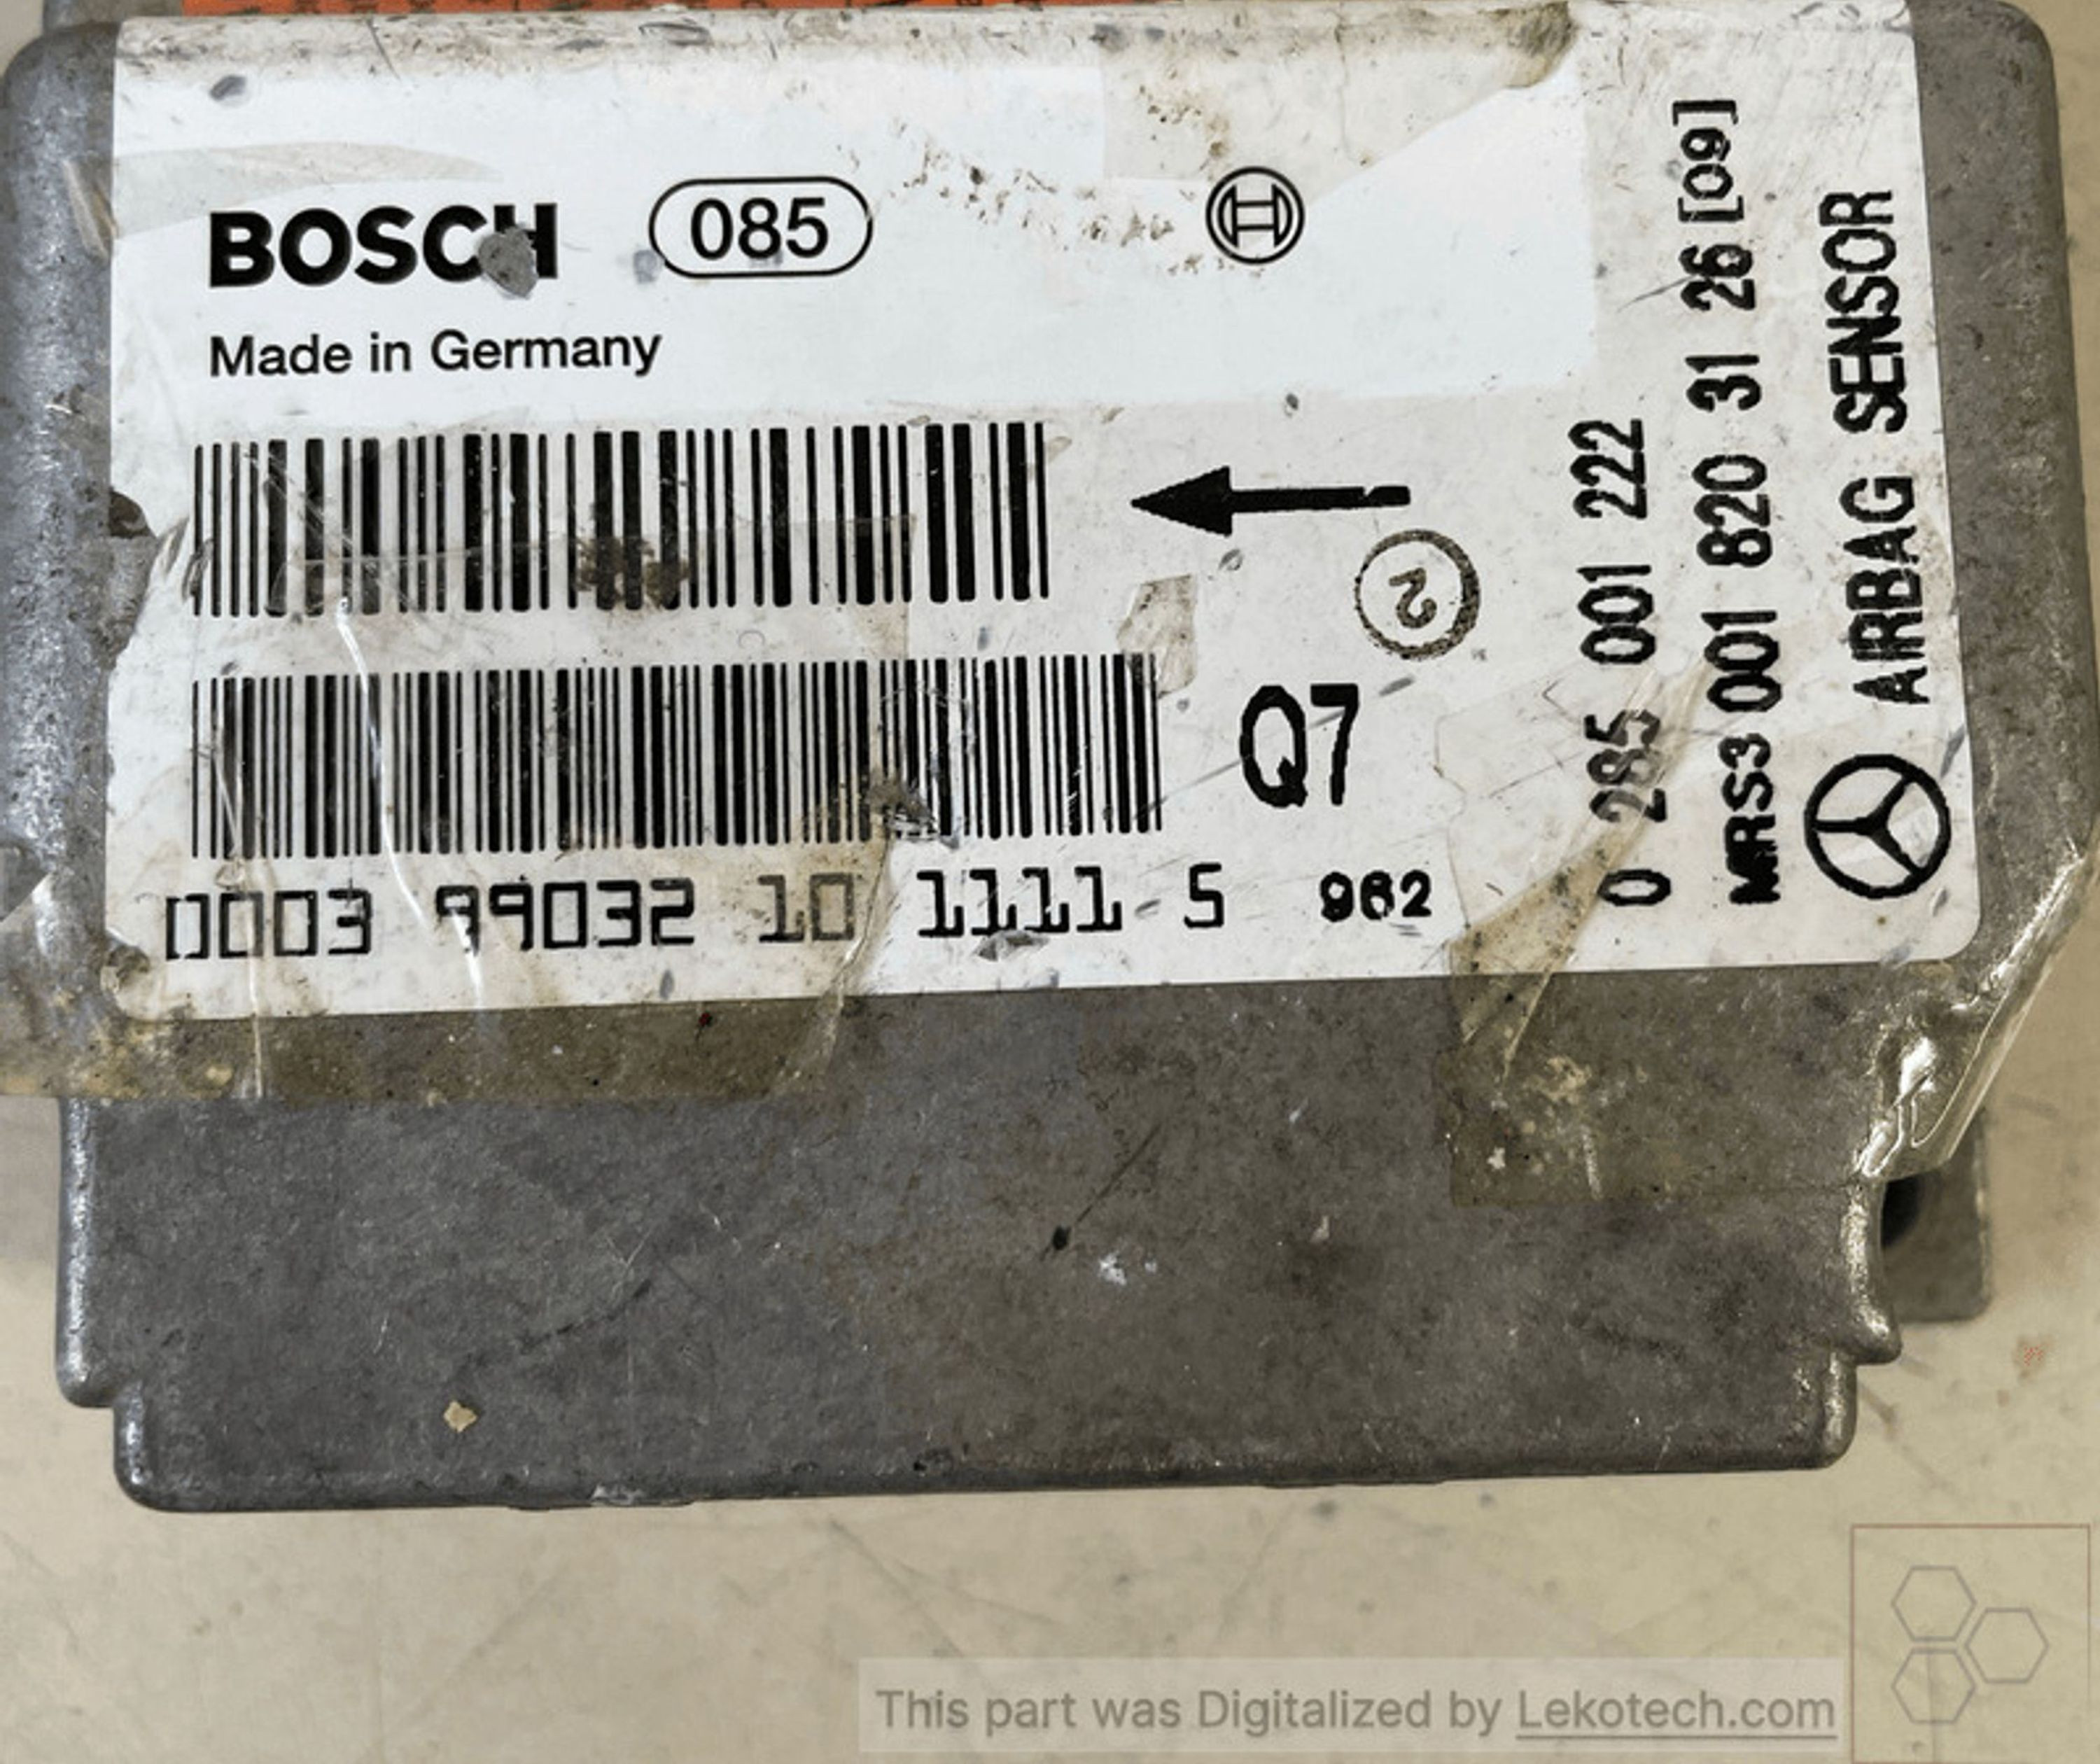 BOSCH 085
Made in Germany
2
Q7
0003 99032 10 1111 5 962
0 285 001 222
MRS3 001 820 31 26 [09]
AIRBAG SENSOR
This part was Digitalized by Lekotech.com